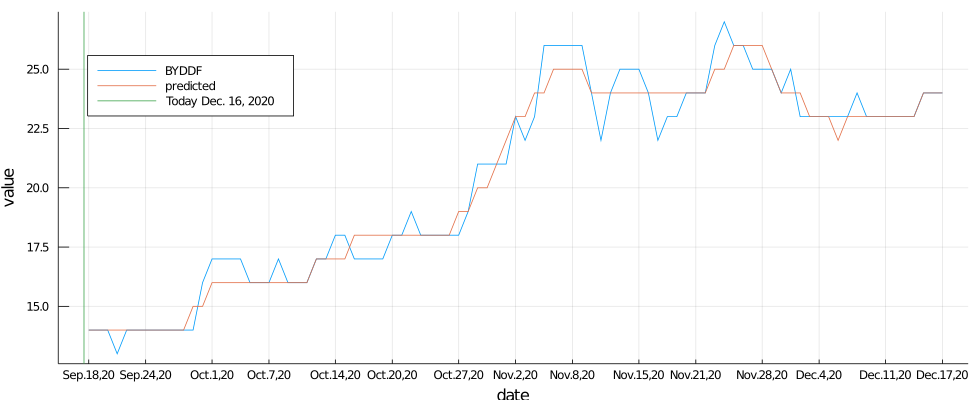 value
25.0
22.5
20.0
17.5
15.0
BYDDF
predicted
Today Dec. 16, 2020
Sep.18,20 Sep.24,20 Oct.1,20 Oct.7,20 Oct.14,20 Oct.20,20 Oct.27,20 Nov.2,20 Nov.8,20 Nov.15,20 Nov.21,20 Nov.28,20 Dec.4,20 Dec.11,20 Dec.17,20
date